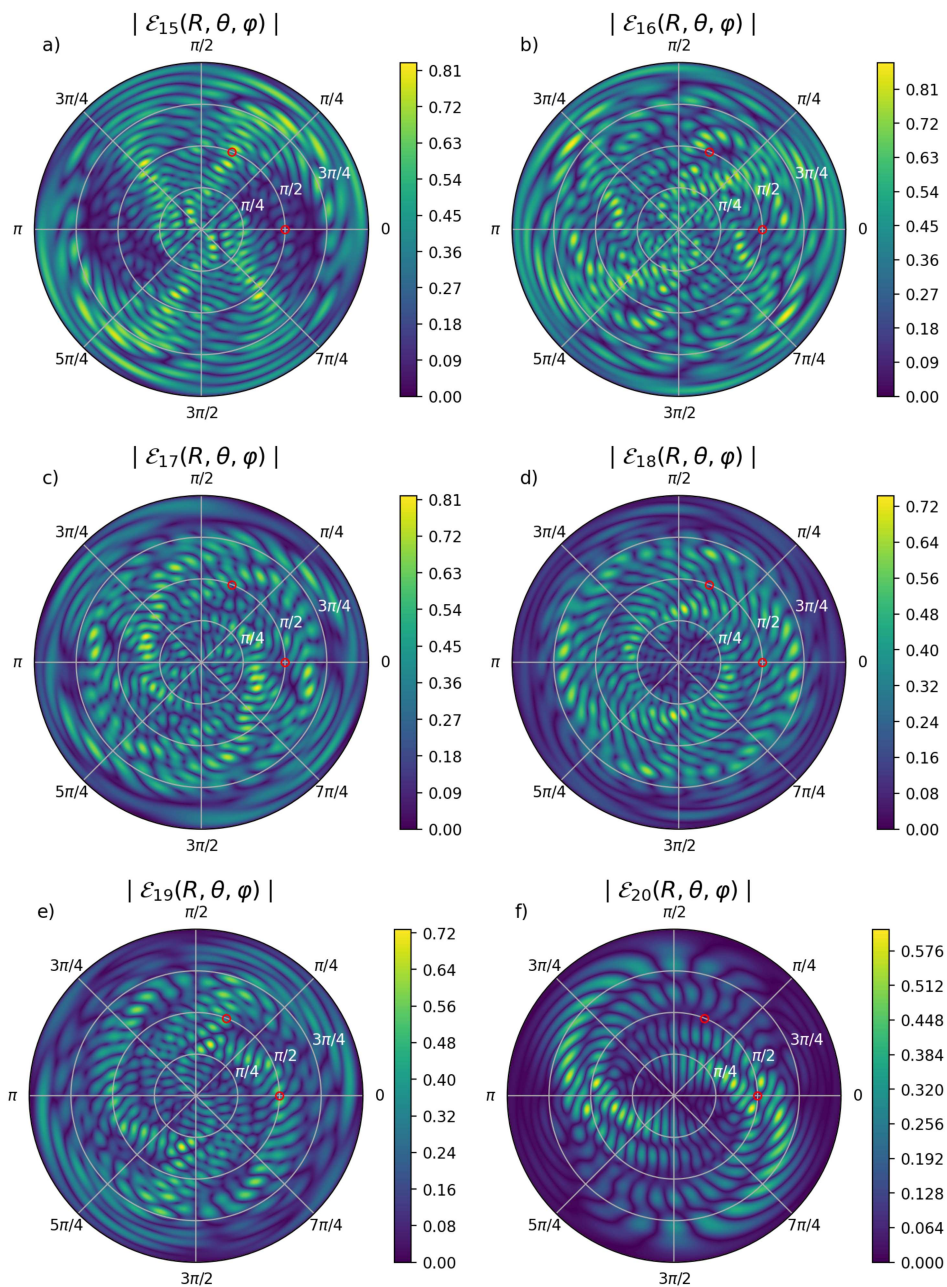 | ℰ15(R, θ, φ) |
a)
π/2
3π/4
π/4
3π/4
π/2
π/4
π
0
5π/4
7π/4
3π/2
0.81
0.72
0.63
0.54
0.45
0.36
0.27
0.18
0.09
0.00
| ℰ16(R, θ, φ) |
b)
π/2
3π/4
π/4
3π/4
π/2
π/4
π
0
5π/4
7π/4
3π/2
0.81
0.72
0.63
0.54
0.45
0.36
0.27
0.18
0.09
0.00
| ℰ17(R, θ, φ) |
c)
π/2
3π/4
π/4
3π/4
π/2
π/4
π
0
5π/4
7π/4
3π/2
0.81
0.72
0.63
0.54
0.45
0.36
0.27
0.18
0.09
0.00
| ℰ18(R, θ, φ) |
d)
π/2
3π/4
π/4
3π/4
π/2
π/4
π
0
5π/4
7π/4
3π/2
0.72
0.64
0.56
0.48
0.40
0.32
0.24
0.16
0.08
0.00
| ℰ19(R, θ, φ) |
e)
π/2
3π/4
π/4
3π/4
π/2
π/4
π
0
5π/4
7π/4
3π/2
0.72
0.64
0.56
0.48
0.40
0.32
0.24
0.16
0.08
0.00
| ℰ20(R, θ, φ) |
f)
π/2
3π/4
π/4
3π/4
π/2
π/4
π
0
5π/4
7π/4
3π/2
0.576
0.512
0.448
0.384
0.320
0.256
0.192
0.128
0.064
0.000